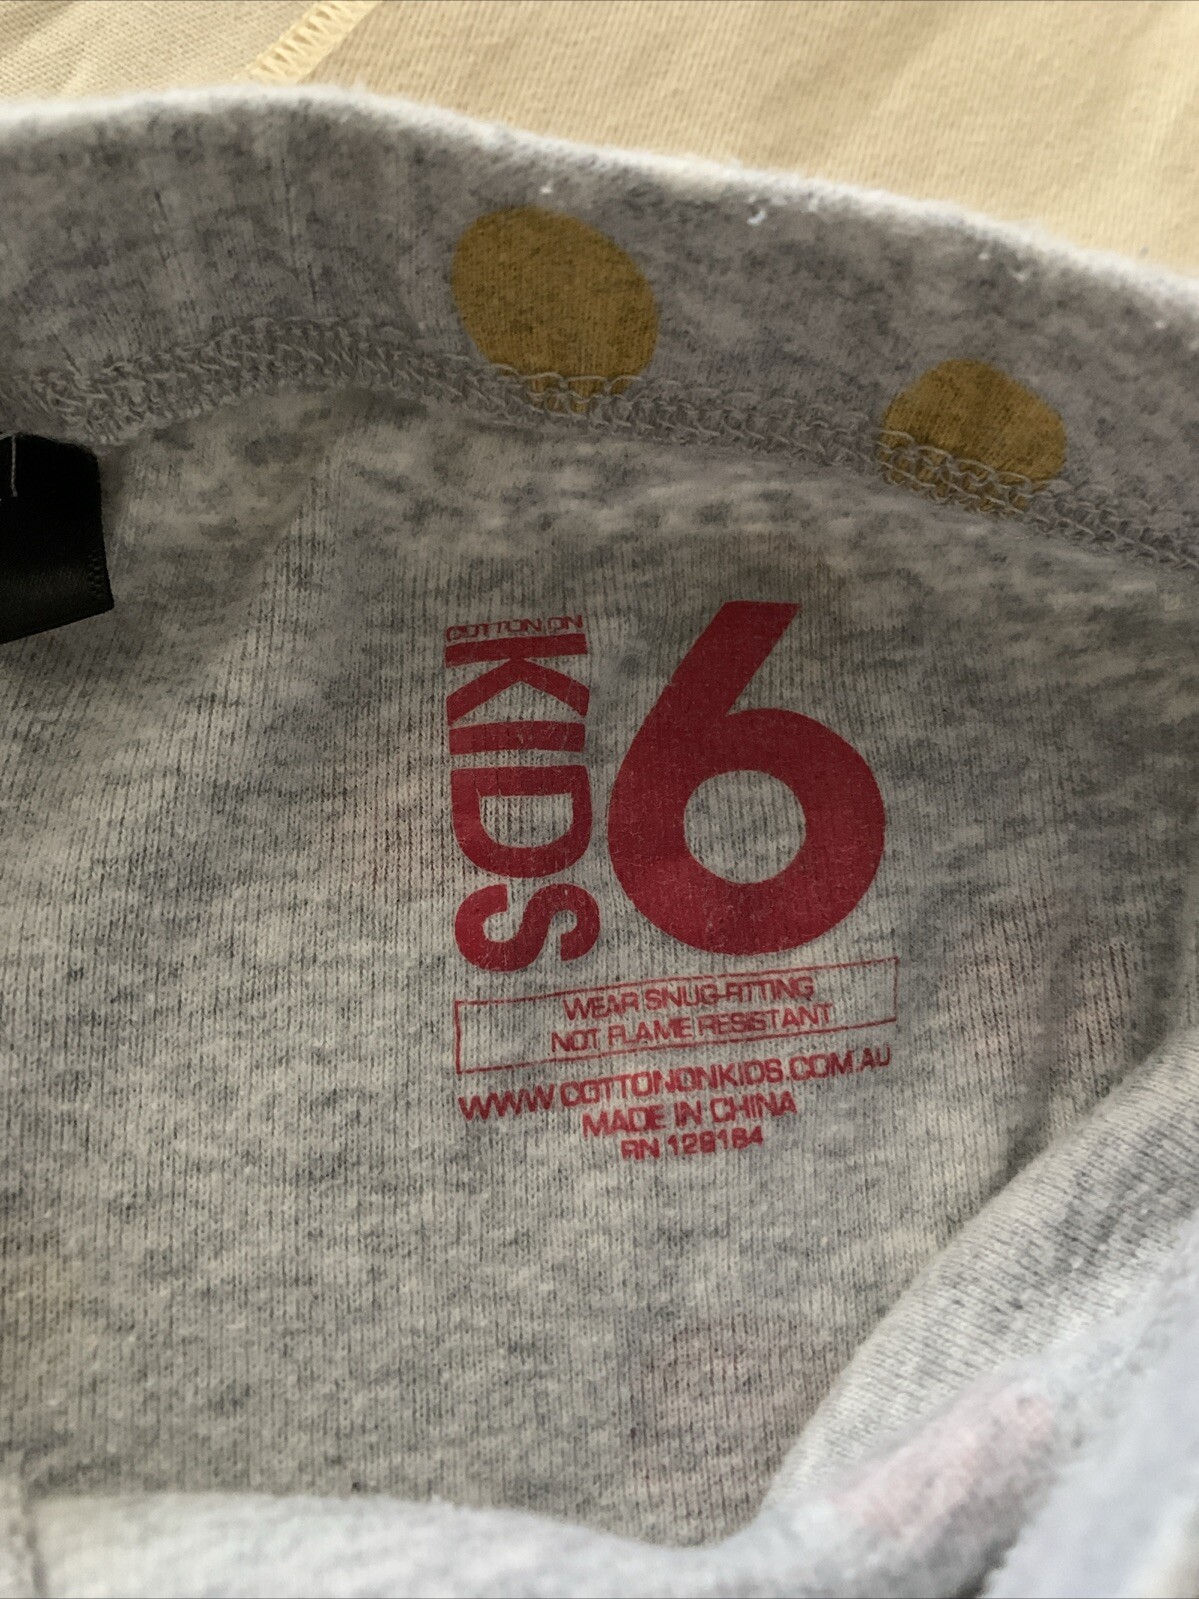 COTTON ON
KIDS
6
WEAR SNUG-FITTING
NOT FLAME RESISTANT
WWW.COTTONONKIDS.COM.AU
MADE IN CHINA
RN 129184